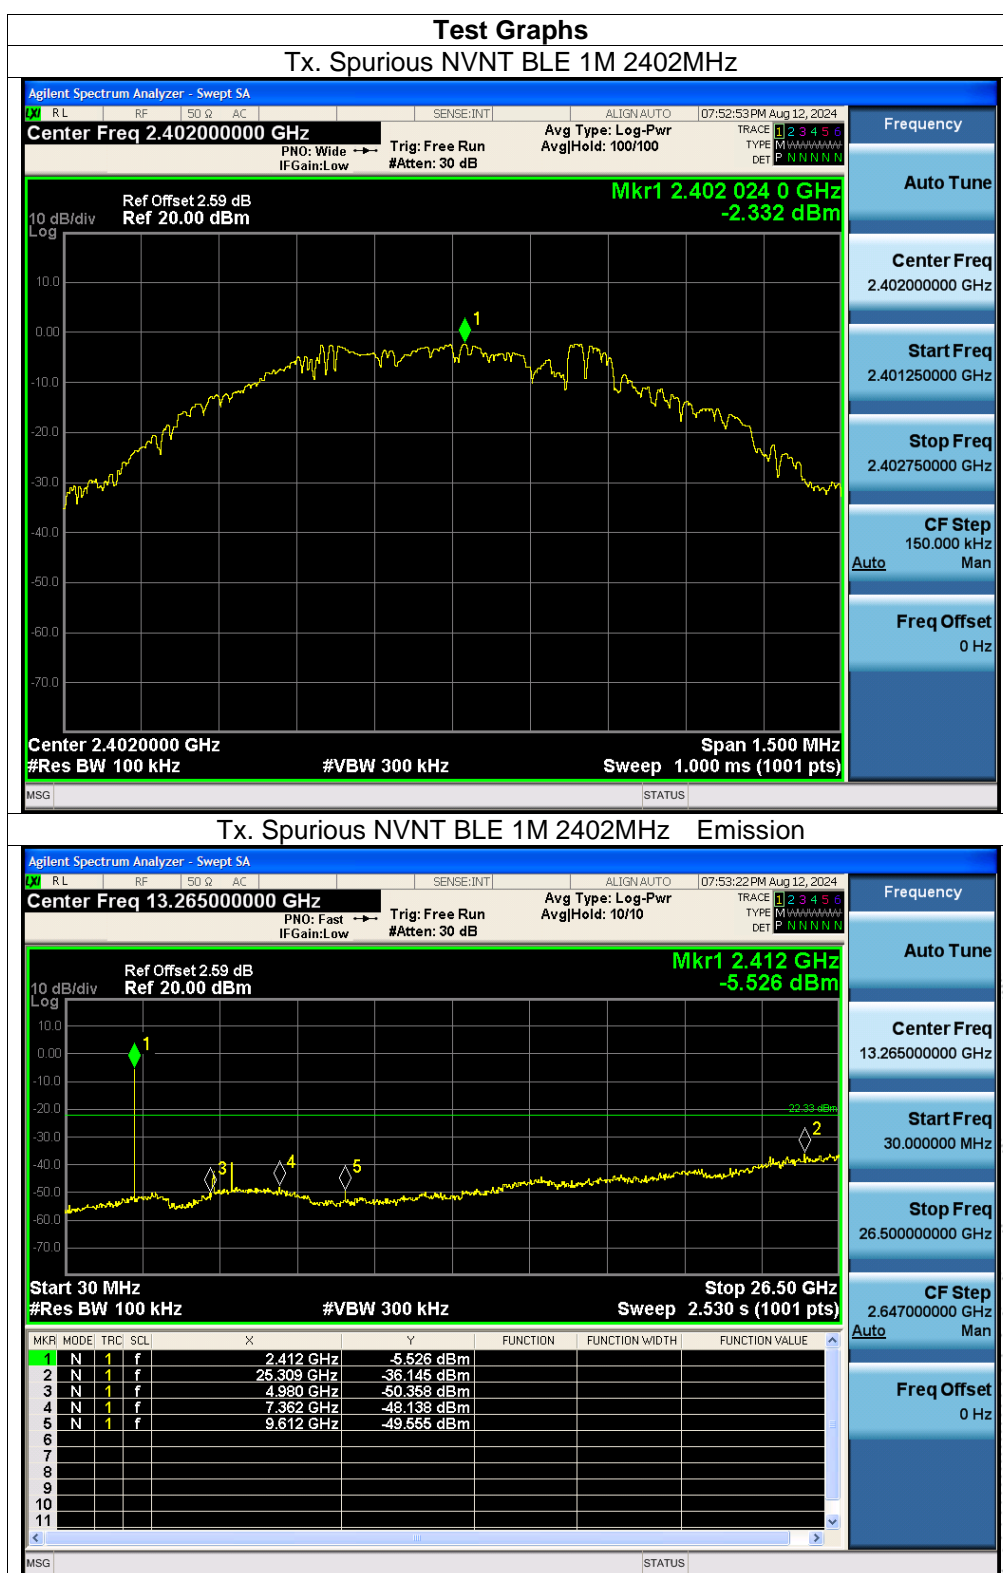 Test Graphs
Tx. Spurious NVNT BLE 1M 2402MHz
Agilent Spectrum Analyzer - Swept SA
LXI RL RF 50 Ω AC SENSE:INT ALIGN AUTO 07:52:53 PM Aug 12, 2024
Center Freq 2.402000000 GHz
PNO: Wide
IFGain:Low
Trig: Free Run
#Atten: 30 dB
Avg Type: Log-Pwr
Avg|Hold: 100/100
TRACE 1 2 3 4 5 6
TYPE M
DET P N N N N N
Mkr1 2.402 024 0 GHz
-2.332 dBm
Ref Offset 2.59 dB
10 dB/div Ref 20.00 dBm
Log
10.0
0.00
-10.0
-20.0
-30.0
-40.0
-50.0
-60.0
-70.0
1
Center 2.4020000 GHz Span 1.500 MHz
#Res BW 100 kHz #VBW 300 kHz Sweep 1.000 ms (1001 pts)
MSG STATUS
Frequency
Auto Tune
Center Freq
2.402000000 GHz
Start Freq
2.401250000 GHz
Stop Freq
2.402750000 GHz
CF Step
150.000 kHz
Auto Man
Freq Offset
0 Hz
Tx. Spurious NVNT BLE 1M 2402MHz Emission
Agilent Spectrum Analyzer - Swept SA
LXI RL RF 50 Ω AC SENSE:INT ALIGN AUTO 07:53:22 PM Aug 12, 2024
Center Freq 13.265000000 GHz
PNO: Fast
IFGain:Low
Trig: Free Run
#Atten: 30 dB
Avg Type: Log-Pwr
Avg|Hold: 10/10
TRACE 1 2 3 4 5 6
TYPE M
DET P N N N N N
Mkr1 2.412 GHz
-5.526 dBm
Ref Offset 2.59 dB
10 dB/div Ref 20.00 dBm
Log
10.0
0.00
-10.0
-20.0
-30.0
-40.0
-50.0
-60.0
-70.0
1
-22.33 dBm
2
3
4
5
Start 30 MHz Stop 26.50 GHz
#Res BW 100 kHz #VBW 300 kHz Sweep 2.530 s (1001 pts)
MKR MODE TRC SCL X Y FUNCTION FUNCTION WIDTH FUNCTION VALUE
1 N 1 f 2.412 GHz -5.526 dBm
2 N 1 f 25.309 GHz -36.145 dBm
3 N 1 f 4.980 GHz -50.358 dBm
4 N 1 f 7.362 GHz -48.138 dBm
5 N 1 f 9.612 GHz -49.555 dBm
6
7
8
9
10
11
MSG STATUS
Frequency
Auto Tune
Center Freq
13.265000000 GHz
Start Freq
30.000000 MHz
Stop Freq
26.500000000 GHz
CF Step
2.647000000 GHz
Auto Man
Freq Offset
0 Hz